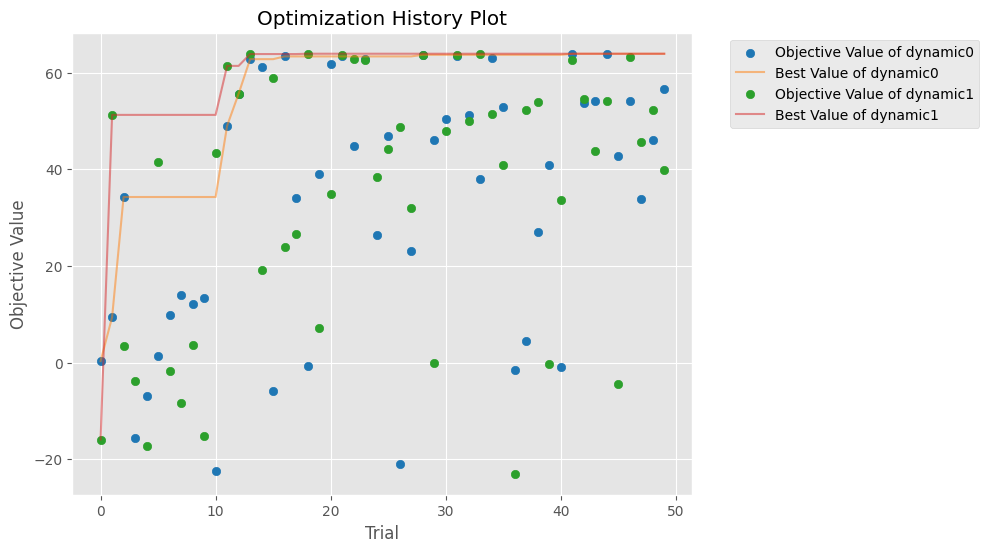 Optimization History Plot
Objective Value of dynamic0
Best Value of dynamic0
Objective Value of dynamic1
Best Value of dynamic1
Objective Value
60
40
20
0
−20
0 10 20 30 40 50
Trial